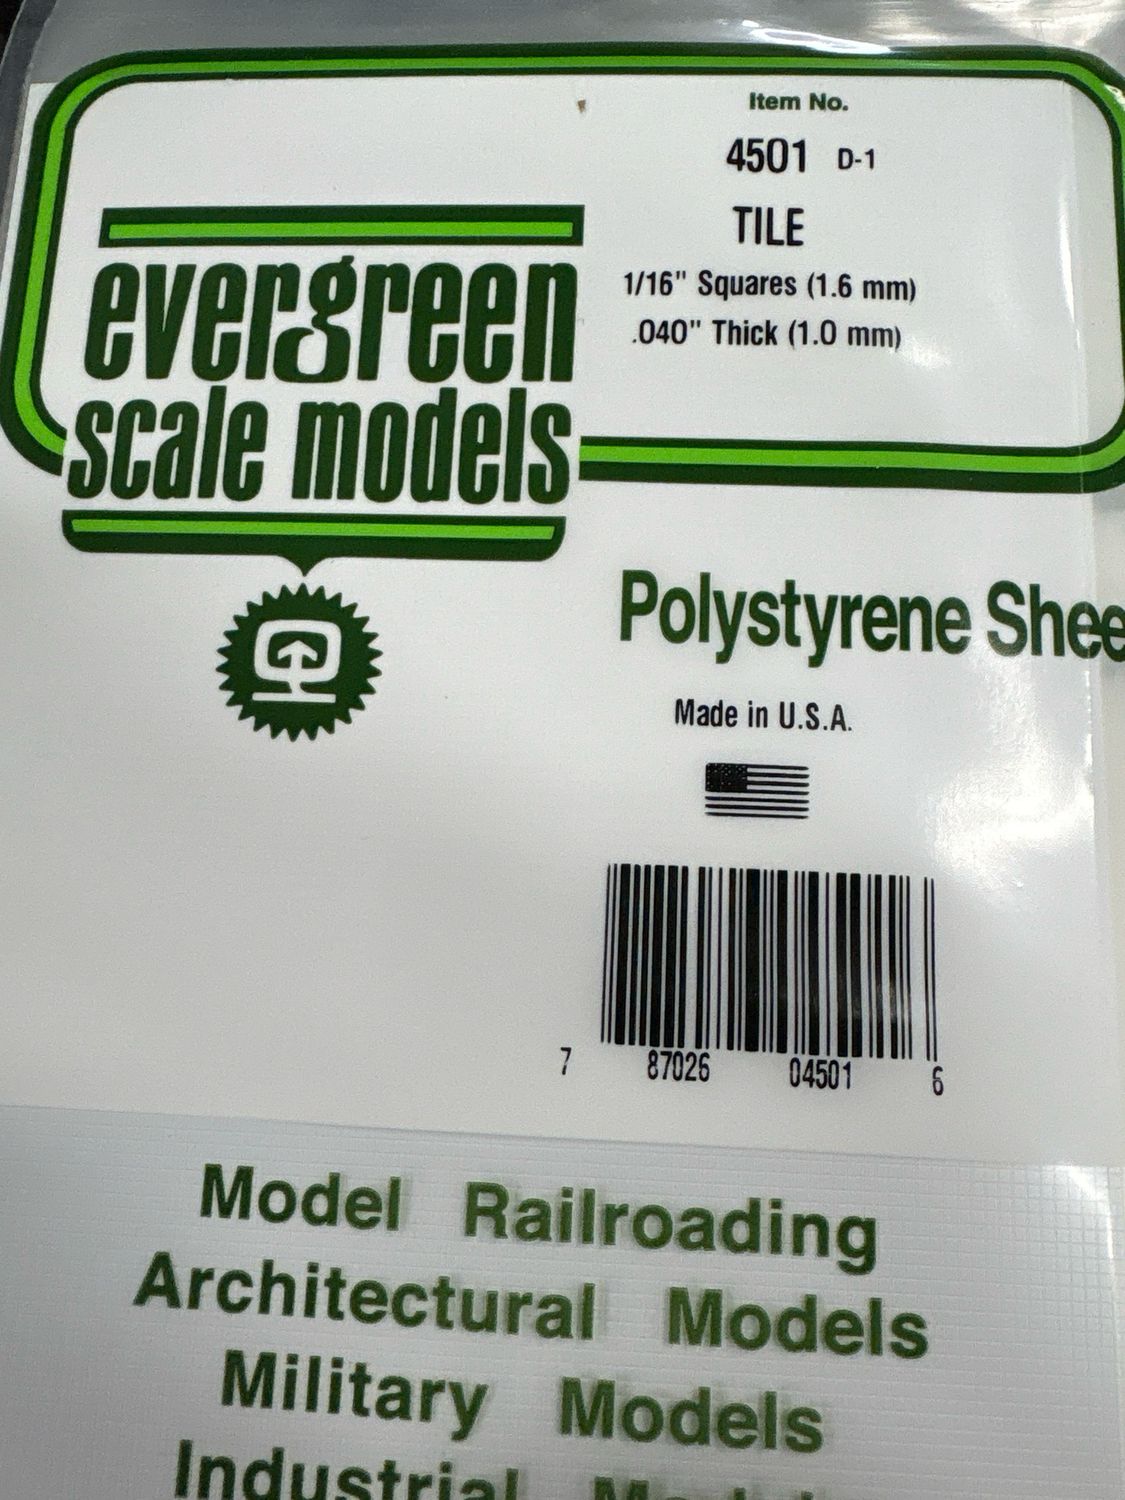 Item No.
4501 D-1
TILE
1/16" Squares (1.6 mm)
.040" Thick (1.0 mm)
evergreen
scale models
Polystyrene Shee
Made in U.S.A.
7 87026 04501 6
Model Railroading
Architectural Models
Military Models
Industrial